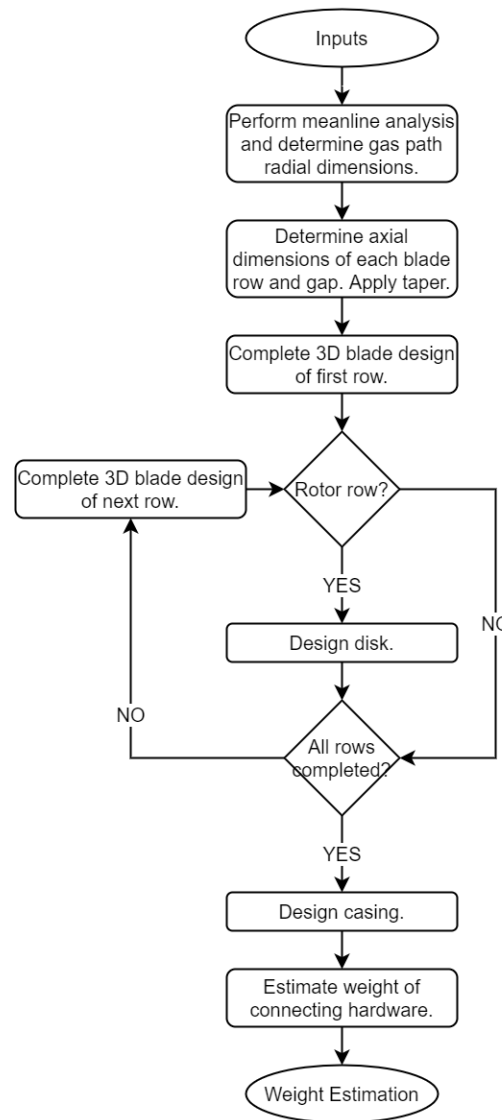 Inputs
Perform meanline analysis
and determine gas path
radial dimensions.
Determine axial
dimensions of each blade
row and gap. Apply taper.
Complete 3D blade design
of first row.
Complete 3D blade design
of next row.
Rotor row?
YES
NO
Design disk.
NO
All rows
completed?
YES
Design casing.
Estimate weight of
connecting hardware.
Weight Estimation